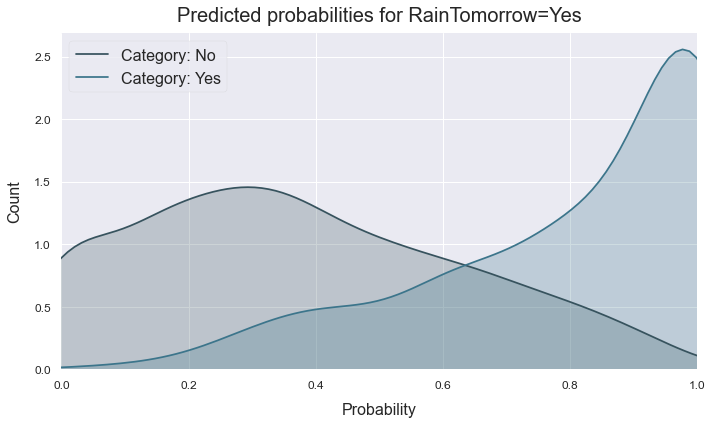 Predicted probabilities for RainTomorrow=Yes
Category: No
Category: Yes
Count
2.5
2.0
1.5
1.0
0.5
0.0
0.0 0.2 0.4 0.6 0.8 1.0
Probability